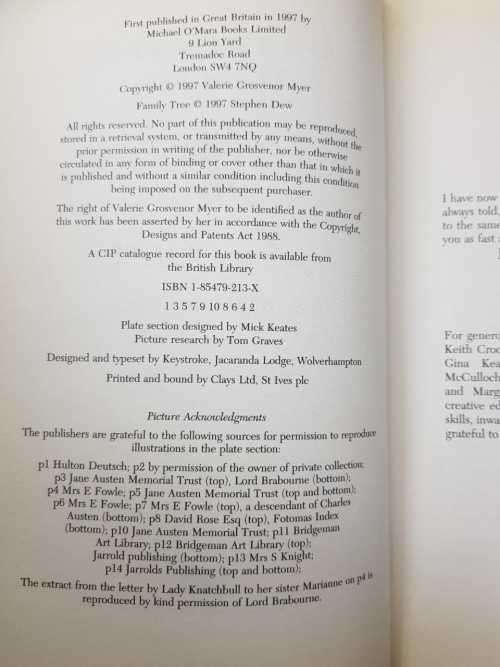 First published in Great Britain in 1997 by
Michael O'Mara Books Limited
9 Lion Yard
Tremadoc Road
London SW4 7NQ
Copyright © 1997 Valerie Grosvenor Myer
Family Tree © 1997 Stephen Dew
All rights reserved. No part of this publication may be reproduced,
stored in a retrieval system, or transmitted by any means, without the
prior permission in writing of the publisher, nor be otherwise
circulated in any form of binding or cover other than that in which it
is published and without a similar condition including this condition
being imposed on the subsequent purchaser.
The right of Valerie Grosvenor Myer to be identified as the author of
this work has been asserted by her in accordance with the Copyright,
Designs and Patents Act 1988.
A CIP catalogue record for this book is available from
the British Library
ISBN 1-85479-213-X
1 3 5 7 9 10 8 6 4 2
Plate section designed by Mick Keates
Picture research by Tom Graves
Designed and typeset by Keystroke, Jacaranda Lodge, Wolverhampton
Printed and bound by Clays Ltd, St Ives plc
Picture Acknowledgments
The publishers are grateful to the following sources for permission to reproduce
illustrations in the plate section:
p1 Hulton Deutsch; p2 by permission of the owner of private collection;
p3 Jane Austen Memorial Trust (top), Lord Brabourne (bottom);
p4 Mrs E Fowle; p5 Jane Austen Memorial Trust (top and bottom);
p6 Mrs E Fowle; p7 Mrs E Fowle (top), a descendant of Charles
Austen (bottom); p8 David Rose Esq (top), Fotomas Index
(bottom); p10 Jane Austen Memorial Trust; p11 Bridgeman
Art Library; p12 Bridgeman Art Library (top);
Jarrold publishing (bottom); p13 Mrs S Knight;
p14 Jarrolds Publishing (top and bottom);
The extract from the letter by Lady Knatchbull to her sister Marianne on p4 is
reproduced by kind permission of Lord Brabourne.
I have now
always told,
to the same
you as fast
For genero
Keith Croc
Gina Kea
McCulloch
and Marg
creative ed
skills, inwa
grateful to